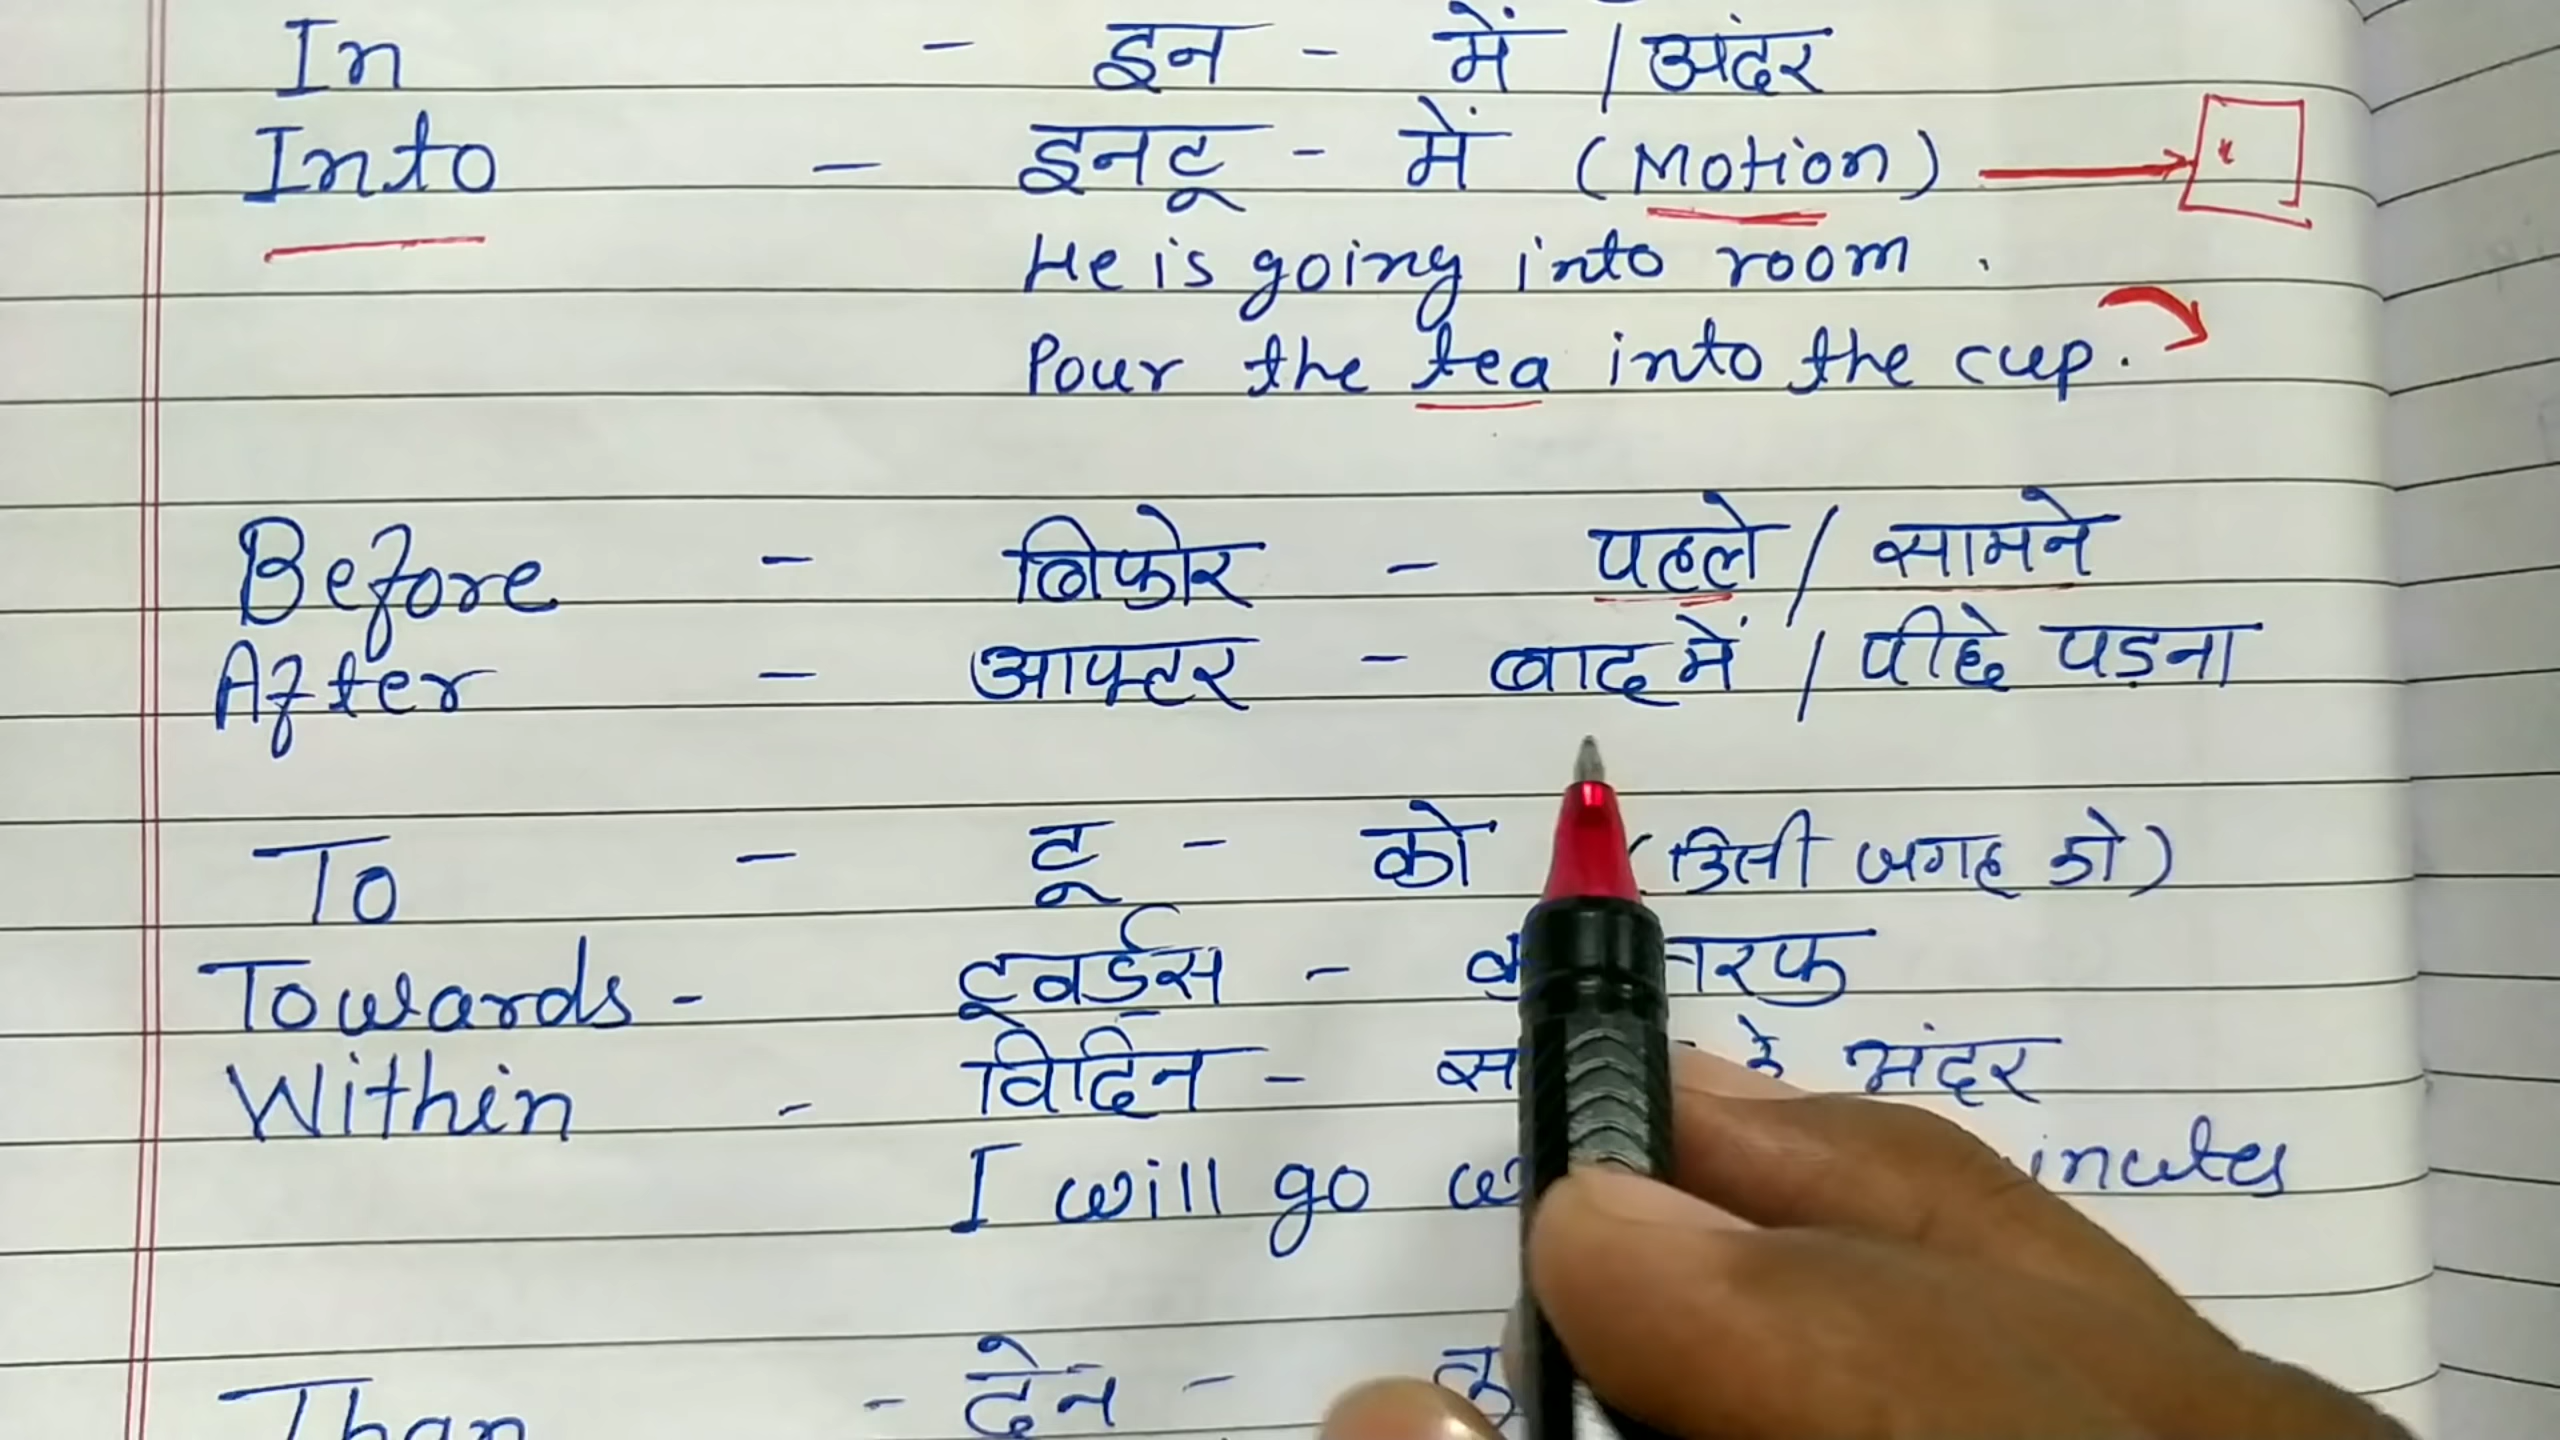 In - इन - में / अंदर
Into - इनटू - में (Motion)
He is going into room.
Pour the tea into the cup.
Before - बिफोर - पहले / सामने
After - आफ्टर - बाद में / पीछे पड़ना
To - टू - को (उसी जगह को)
Towards - टूवर्ड्स -
Within - विदिन - के अंदर
I will go
Than - देन -